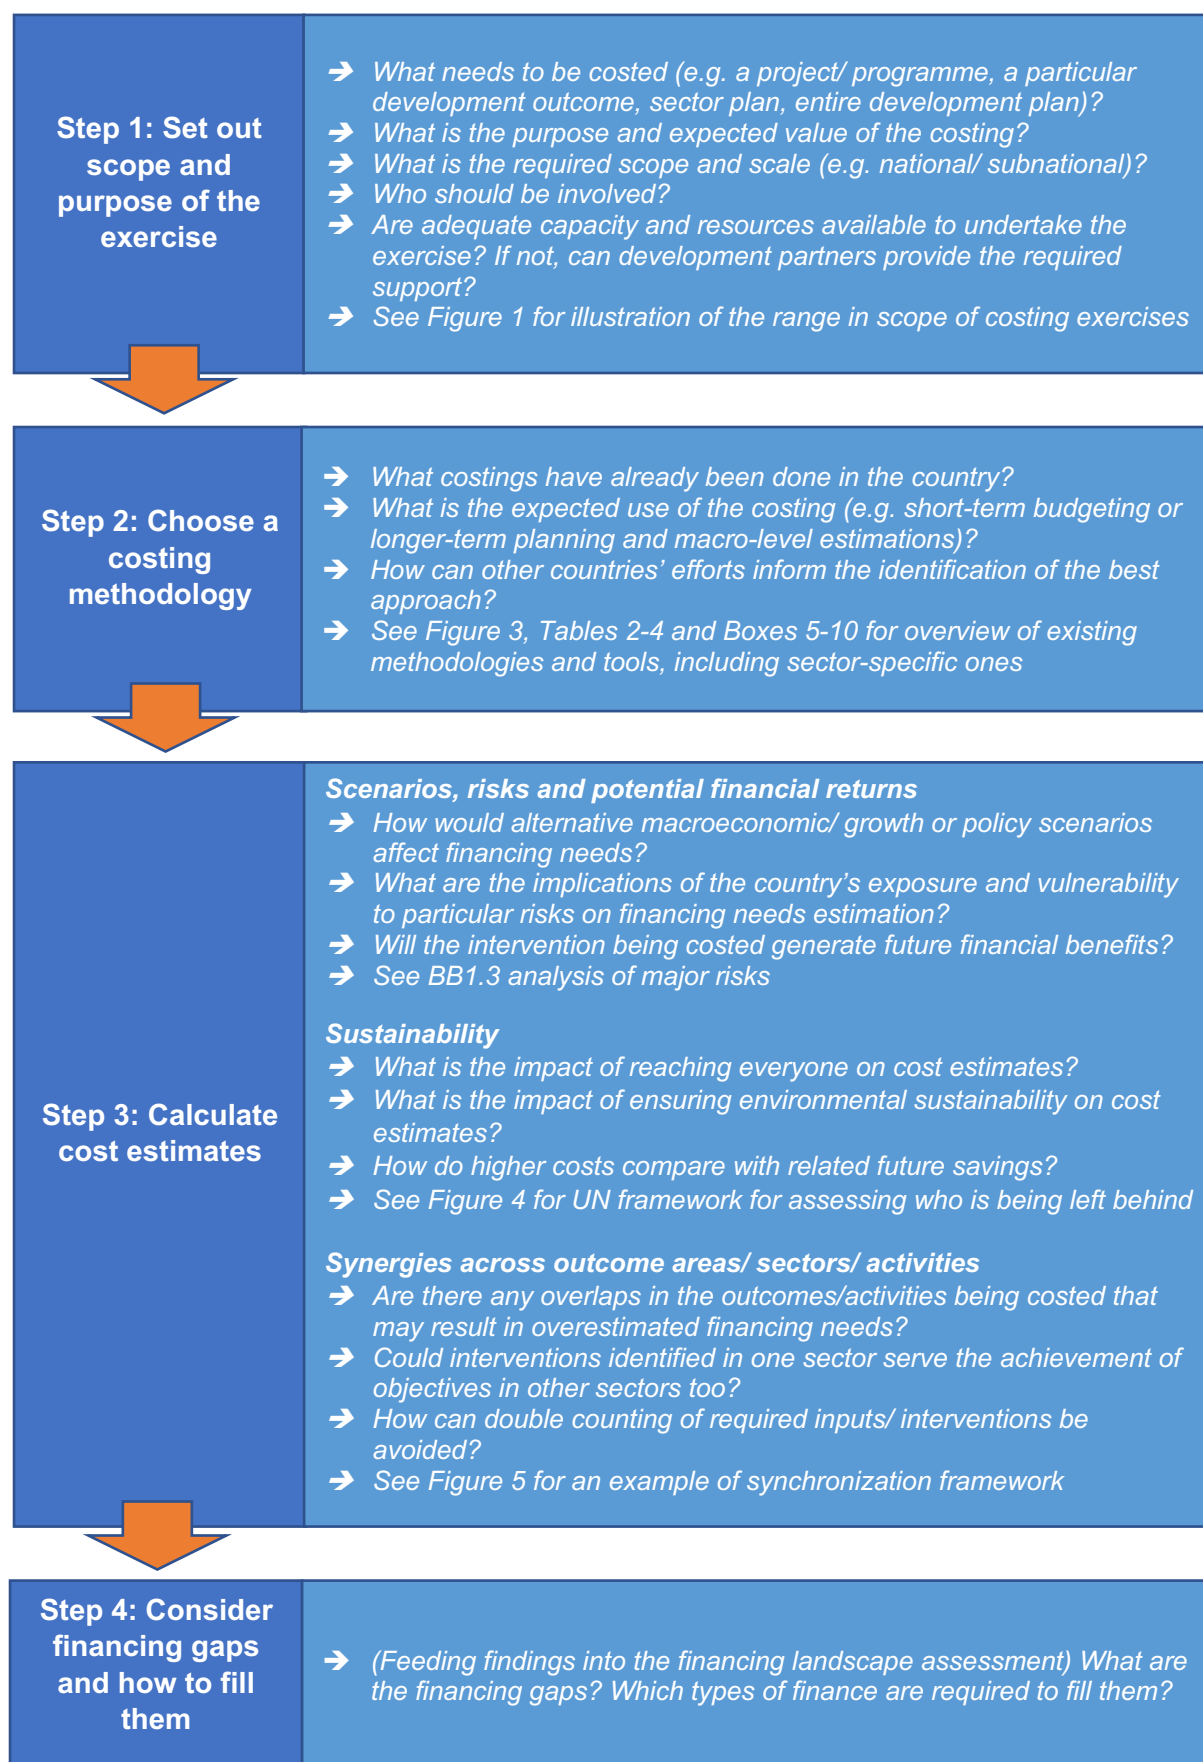 Step 1: Set out
scope and
purpose of the
exercise
➔ What needs to be costed (e.g. a project/ programme, a particular
development outcome, sector plan, entire development plan)?
➔ What is the purpose and expected value of the costing?
➔ What is the required scope and scale (e.g. national/ subnational)?
➔ Who should be involved?
➔ Are adequate capacity and resources available to undertake the
exercise? If not, can development partners provide the required
support?
➔ See Figure 1 for illustration of the range in scope of costing exercises
Step 2: Choose a
costing
methodology
➔ What costings have already been done in the country?
➔ What is the expected use of the costing (e.g. short-term budgeting or
longer-term planning and macro-level estimations)?
➔ How can other countries’ efforts inform the identification of the best
approach?
➔ See Figure 3, Tables 2-4 and Boxes 5-10 for overview of existing
methodologies and tools, including sector-specific ones
Step 3: Calculate
cost estimates
Scenarios, risks and potential financial returns
➔ How would alternative macroeconomic/ growth or policy scenarios
affect financing needs?
➔ What are the implications of the country’s exposure and vulnerability
to particular risks on financing needs estimation?
➔ Will the intervention being costed generate future financial benefits?
➔ See BB1.3 analysis of major risks
Sustainability
➔ What is the impact of reaching everyone on cost estimates?
➔ What is the impact of ensuring environmental sustainability on cost
estimates?
➔ How do higher costs compare with related future savings?
➔ See Figure 4 for UN framework for assessing who is being left behind
Synergies across outcome areas/ sectors/ activities
➔ Are there any overlaps in the outcomes/activities being costed that
may result in overestimated financing needs?
➔ Could interventions identified in one sector serve the achievement of
objectives in other sectors too?
➔ How can double counting of required inputs/ interventions be
avoided?
➔ See Figure 5 for an example of synchronization framework
Step 4: Consider
financing gaps
and how to fill
them
➔ (Feeding findings into the financing landscape assessment) What are
the financing gaps? Which types of finance are required to fill them?